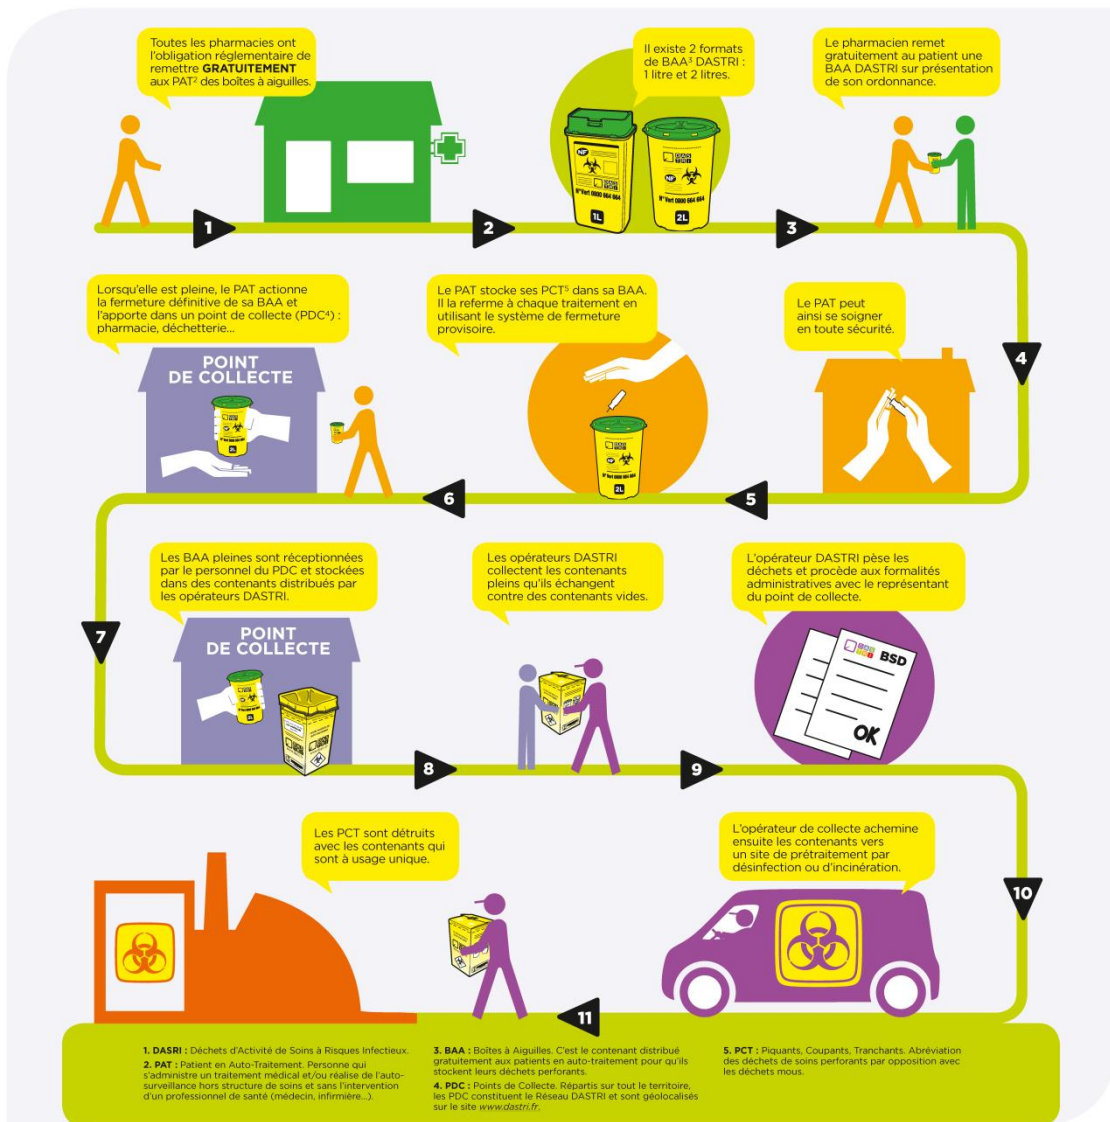 Toutes les pharmacies ont
l'obligation réglementaire de
remettre GRATUITEMENT
aux PAT² des boîtes à aiguilles.
Il existe 2 formats
de BAA³ DASTRI :
1 litre et 2 litres.
Le pharmacien remet
gratuitement au patient une
BAA DASTRI sur présentation
de son ordonnance.
NF
N° Vert 0800 664 664
1L
DAS
TRI
NF
N° Vert 0800 664 664
2L
1
2
3
Lorsqu'elle est pleine, le PAT actionne
la fermeture définitive de sa BAA et
l'apporte dans un point de collecte (PDC⁴) :
pharmacie, déchetterie...
Le PAT stocke ses PCT⁵ dans sa BAA.
Il la referme à chaque traitement en
utilisant le système de fermeture
provisoire.
Le PAT peut
ainsi se soigner
en toute sécurité.
4
POINT
DE COLLECTE
2L
2L
6
5
Les BAA pleines sont réceptionnées
par le personnel du PDC et stockées
dans des contenants distribués par
les opérateurs DASTRI.
Les opérateurs DASTRI
collectent les contenants
pleins qu'ils échangent
contre des contenants vides.
L'opérateur DASTRI pèse les
déchets et procède aux formalités
administratives avec le représentant
du point de collecte.
7
POINT
DE COLLECTE
BSD
OK
8
9
Les PCT sont détruits
avec les contenants qui
sont à usage unique.
L'opérateur de collecte achemine
ensuite les contenants vers
un site de prétraitement par
désinfection ou d'incinération.
10
11
1. DASRI : Déchets d'Activité de Soins à Risques Infectieux.
2. PAT : Patient en Auto-Traitement. Personne qui
s'administre un traitement médical et/ou réalise de l'auto-
surveillance hors structure de soins et sans l'intervention
d'un professionnel de santé (médecin, infirmière...).
3. BAA : Boîtes à Aiguilles. C'est le contenant distribué
gratuitement aux patients en auto-traitement pour qu'ils
stockent leurs déchets perforants.
4. PDC : Points de Collecte. Répartis sur tout le territoire,
les PDC constituent le Réseau DASTRI et sont géolocalisés
sur le site www.dastri.fr.
5. PCT : Piquants, Coupants, Tranchants. Abréviation
des déchets de soins perforants par opposition avec
les déchets mous.